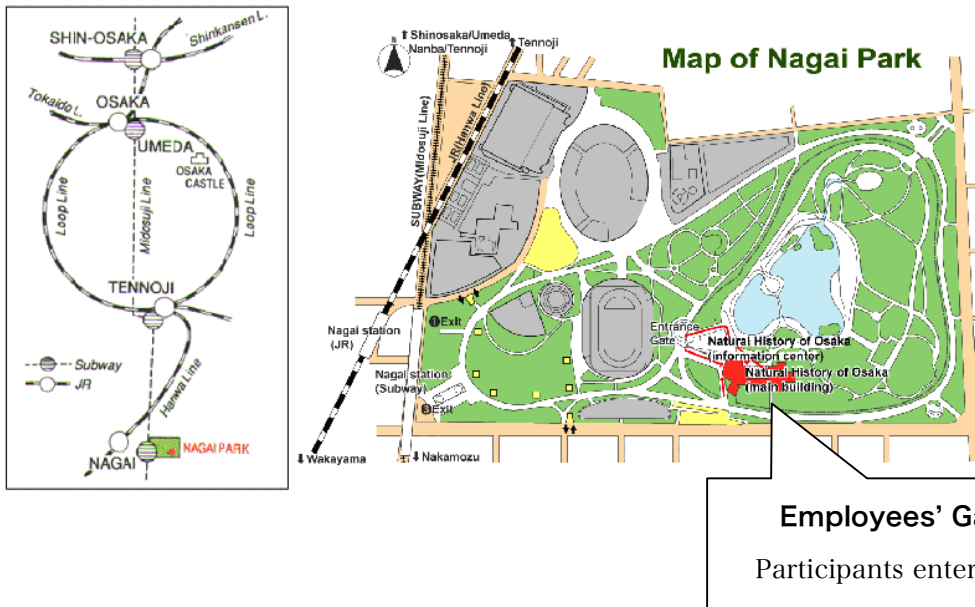 SHIN-OSAKA
Shinkansen L.
Tokaido L.
OSAKA
UMEDA
OSAKA
CASTLE
Loop Line
Midosuji Line
Loop Line
TENNOJI
Subway
JR
Hanwa Line
NAGAI
NAGAI PARK
N
⬆Shinosaka/Umeda
Nanba/Tennoji
⬆Tennoji
Map of Nagai Park
SUBWAY(Midosuji Line)
JR(Hanwa Line)
Nagai station
(JR)
❶Exit
Nagai station
(Subway)
❸Exit
Entrance
Gate
Natural History of Osaka
(information center)
Natural History of Osaka
(main building)
⬇Wakayama
⬇Nakamozu
Employees’ Ga
Participants enter